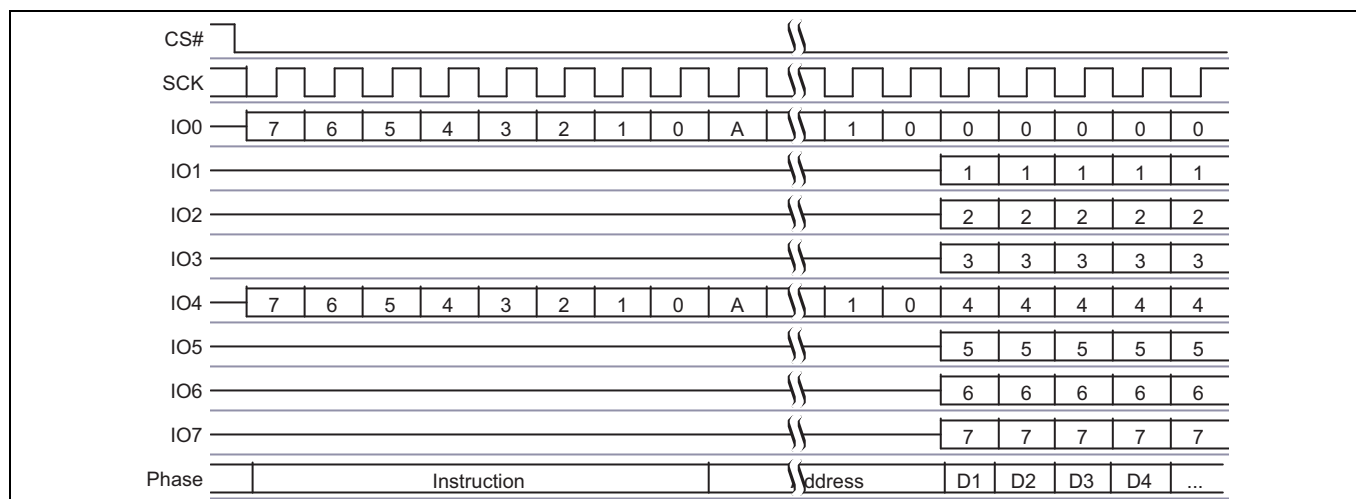 CS#
SCK
IO0 7 6 5 4 3 2 1 0 A 1 0 0 0 0 0 0
IO1 1 1 1 1 1
IO2 2 2 2 2 2
IO3 3 3 3 3 3
IO4 7 6 5 4 3 2 1 0 A 1 0 4 4 4 4 4
IO5 5 5 5 5 5
IO6 6 6 6 6 6
IO7 7 7 7 7 7
Phase Instruction ddress D1 D2 D3 D4 ...